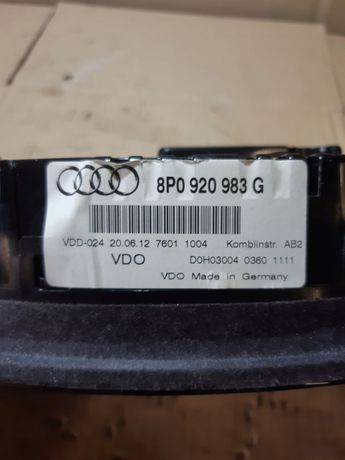 8P0 920 983 G
VDD-024 20.06.12 7601 1004 Kombiinstr. AB2
VDO D0H03004 0360 1111
VDO Made in Germany